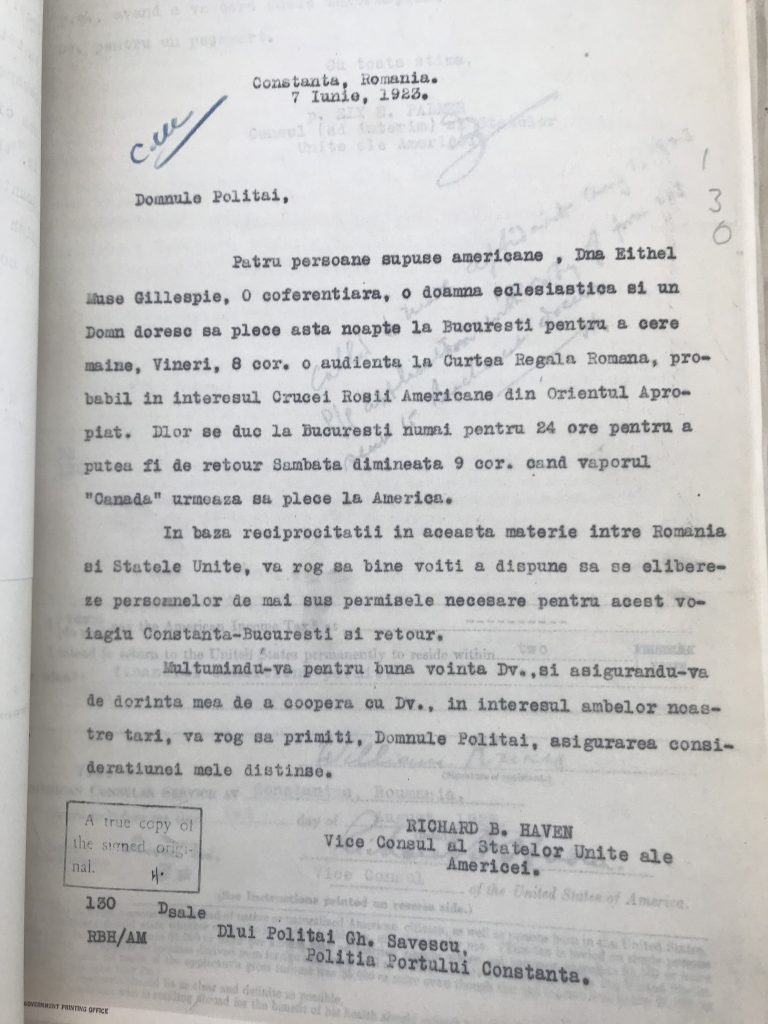 Constanta, Romania.
7 Iunie, 1923.
Domnule Politai,
1
3
0
Patru persoane supuse americane , Dna Eithel
Muse Gillespie, O coferentiara, o doamna eclesiastica si un
Domn doresc sa plece asta noapte la Bucuresti pentru a cere
maine, Vineri, 8 cor. o audienta la Curtea Regala Romana, pro-
babil in interesul Crucei Rosii Americane din Orientul Apro-
piat. Dlor se duc la Bucuresti numai pentru 24 ore pentru a
putea fi de retour Sambata dimineata 9 cor. cand vaporul
"Canada" urmeaza sa plece la America.
In baza reciprocitatii in aceasta materie intre Romania
si Statele Unite, va rog sa bine voiti a dispune sa se elibere-
ze persoanelor de mai sus permisele necesare pentru acest vo-
iagiu Constanta-Bucuresti si retour.
Multumindu-va pentru buna vointa Dv.,si asigurandu-va
de dorinta mea de a coopera cu Dv., in interesul ambelor noas-
tre tari, va rog sa primiti, Domnule Politai, asigurarea consi-
deratiunei mele distinse.
RICHARD B. HAVEN
Vice Consul al Statelor Unite ale
Americei.
A true copy of
the signed origi-
nal.
130 Dsale
RBH/AM
Dlui Politai Gh. Savescu,
Politia Portului Constanta.
GOVERNMENT PRINTING OFFICE